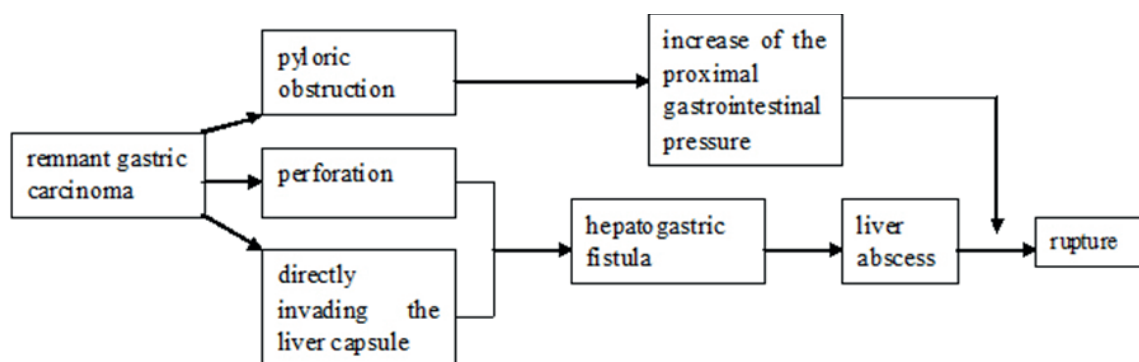 pyloric
obstruction
increase of the
proximal
gastrointestinal
pressure
remnant gastric
carcinoma
perforation
directly
invading the
liver capsule
hepatogastric
fistula
liver
abscess
rupture